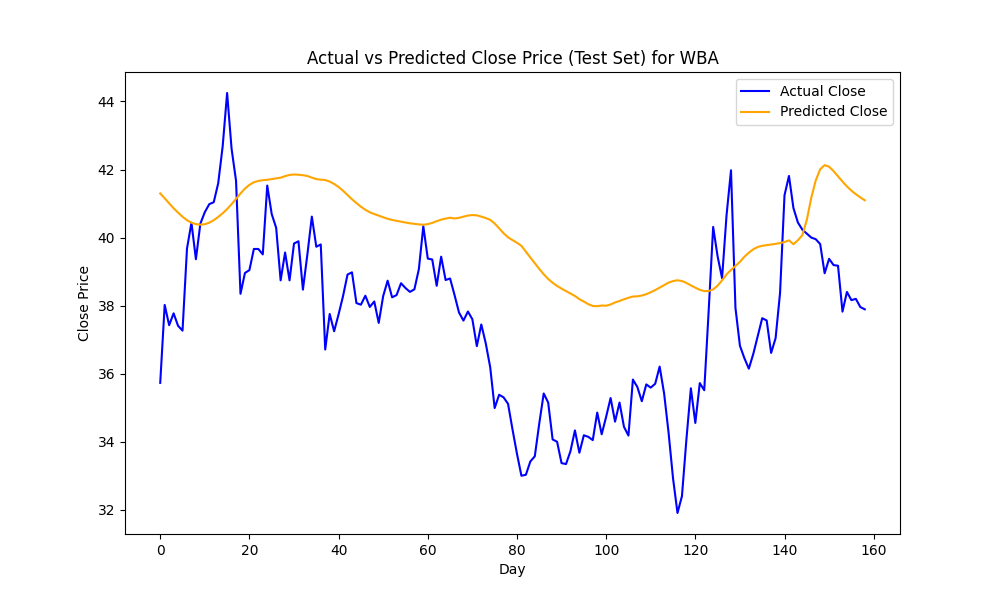 Actual vs Predicted Close Price (Test Set) for WBA
Actual Close
Predicted Close
Close Price
44
42
40
38
36
34
32
0 20 40 60 80 100 120 140 160
Day